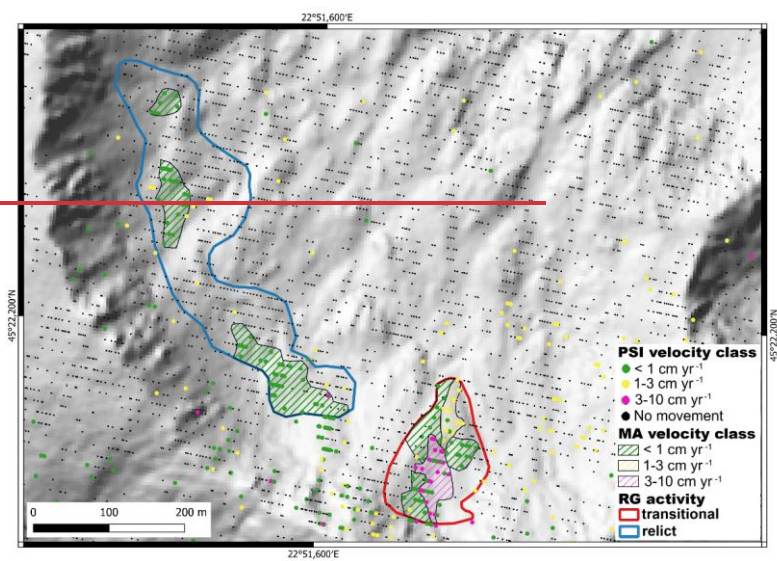 22°51,600′E
45°22,200′N
45°22,200′N
PSI velocity class
< 1 cm yr⁻¹
1-3 cm yr⁻¹
3-10 cm yr⁻¹
No movement
MA velocity class
< 1 cm yr⁻¹
1-3 cm yr⁻¹
3-10 cm yr⁻¹
RG activity
transitional
relict
0 100 200 m
22°51,600′E